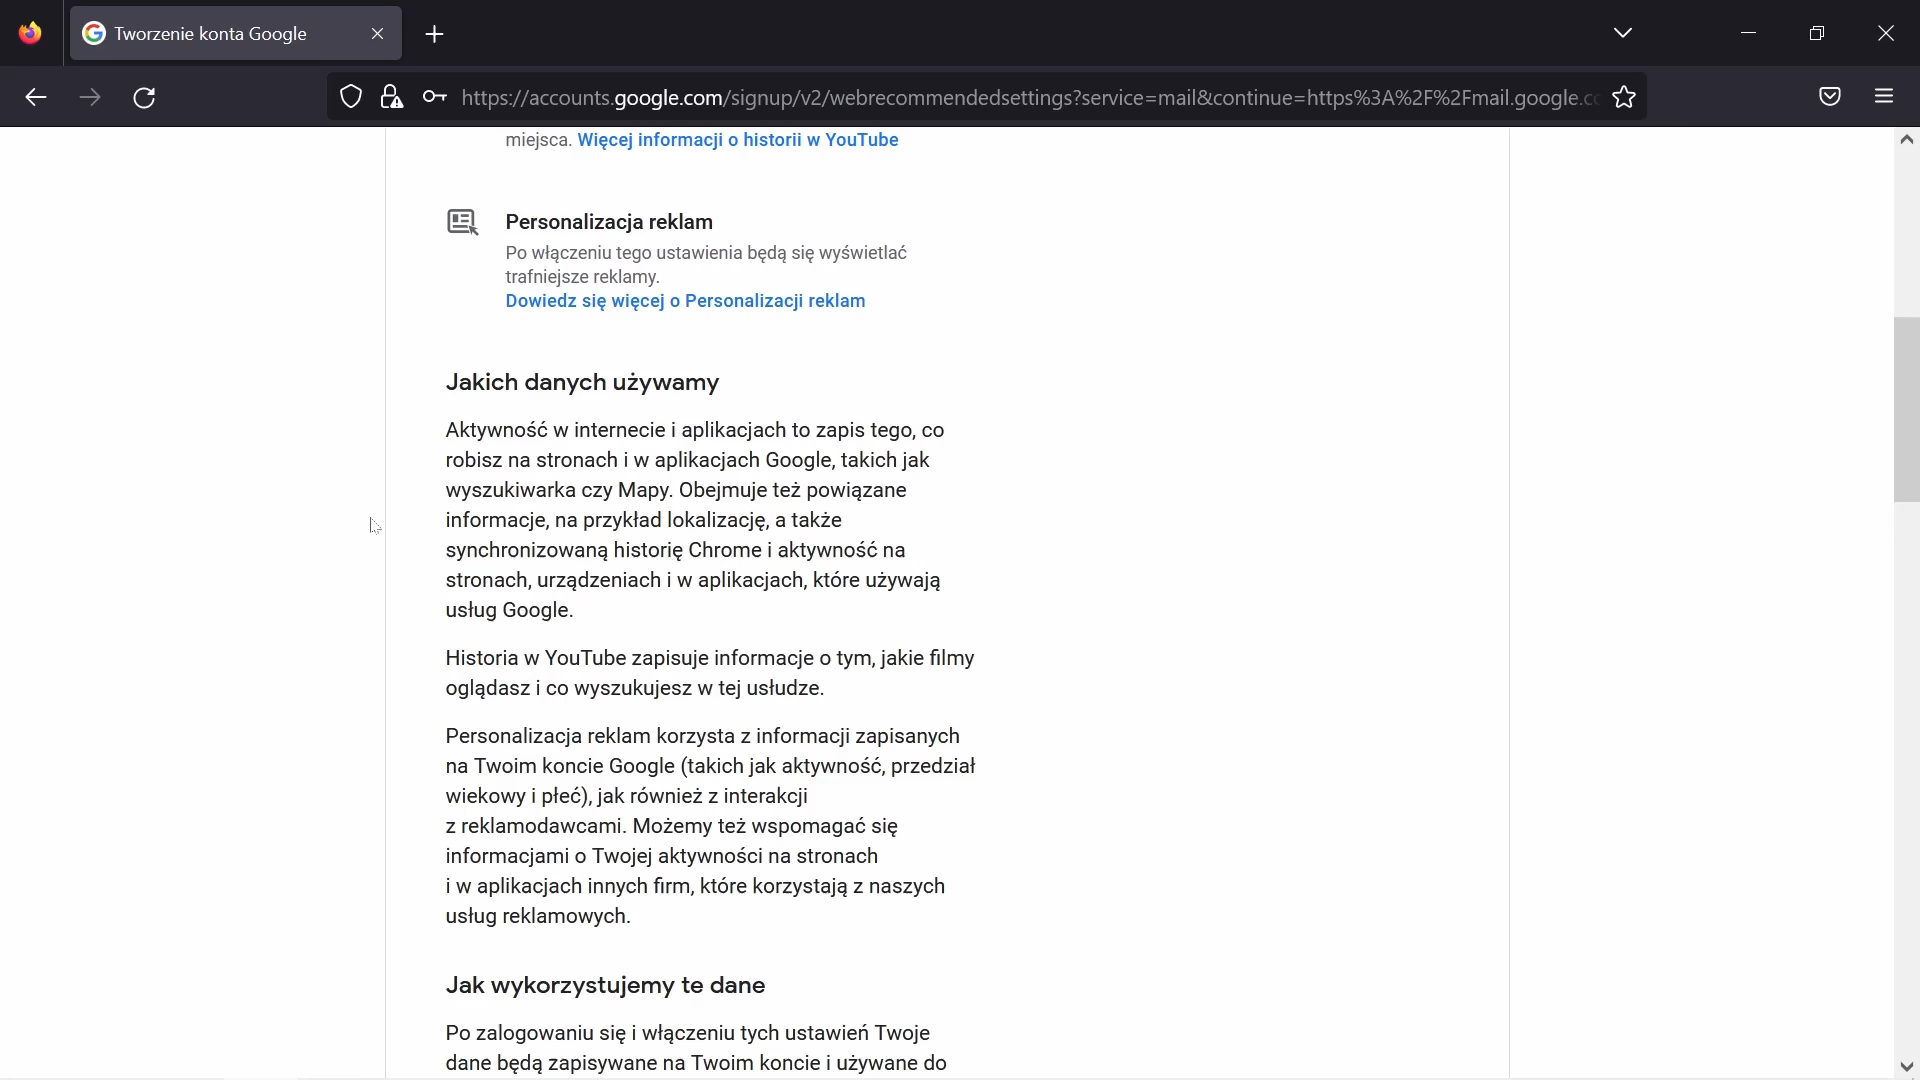 Tworzenie konta Google
https://accounts.google.com/signup/v2/webrecommendedsettings?service=mail&continue=https%3A%2F%2Fmail.google.co
miejsca. Więcej informacji o historii w YouTube
Personalizacja reklam
Po włączeniu tego ustawienia będą się wyświetlać
trafniejsze reklamy.
Dowiedz się więcej o Personalizacji reklam
Jakich danych używamy
Aktywność w internecie i aplikacjach to zapis tego, co
robisz na stronach i w aplikacjach Google, takich jak
wyszukiwarka czy Mapy. Obejmuje też powiązane
informacje, na przykład lokalizację, a także
synchronizowaną historię Chrome i aktywność na
stronach, urządzeniach i w aplikacjach, które używają
usług Google.
Historia w YouTube zapisuje informacje o tym, jakie filmy
oglądasz i co wyszukujesz w tej usłudze.
Personalizacja reklam korzysta z informacji zapisanych
na Twoim koncie Google (takich jak aktywność, przedział
wiekowy i płeć), jak również z interakcji
z reklamodawcami. Możemy też wspomagać się
informacjami o Twojej aktywności na stronach
i w aplikacjach innych firm, które korzystają z naszych
usług reklamowych.
Jak wykorzystujemy te dane
Po zalogowaniu się i włączeniu tych ustawień Twoje
dane będą zapisywane na Twoim koncie i używane do